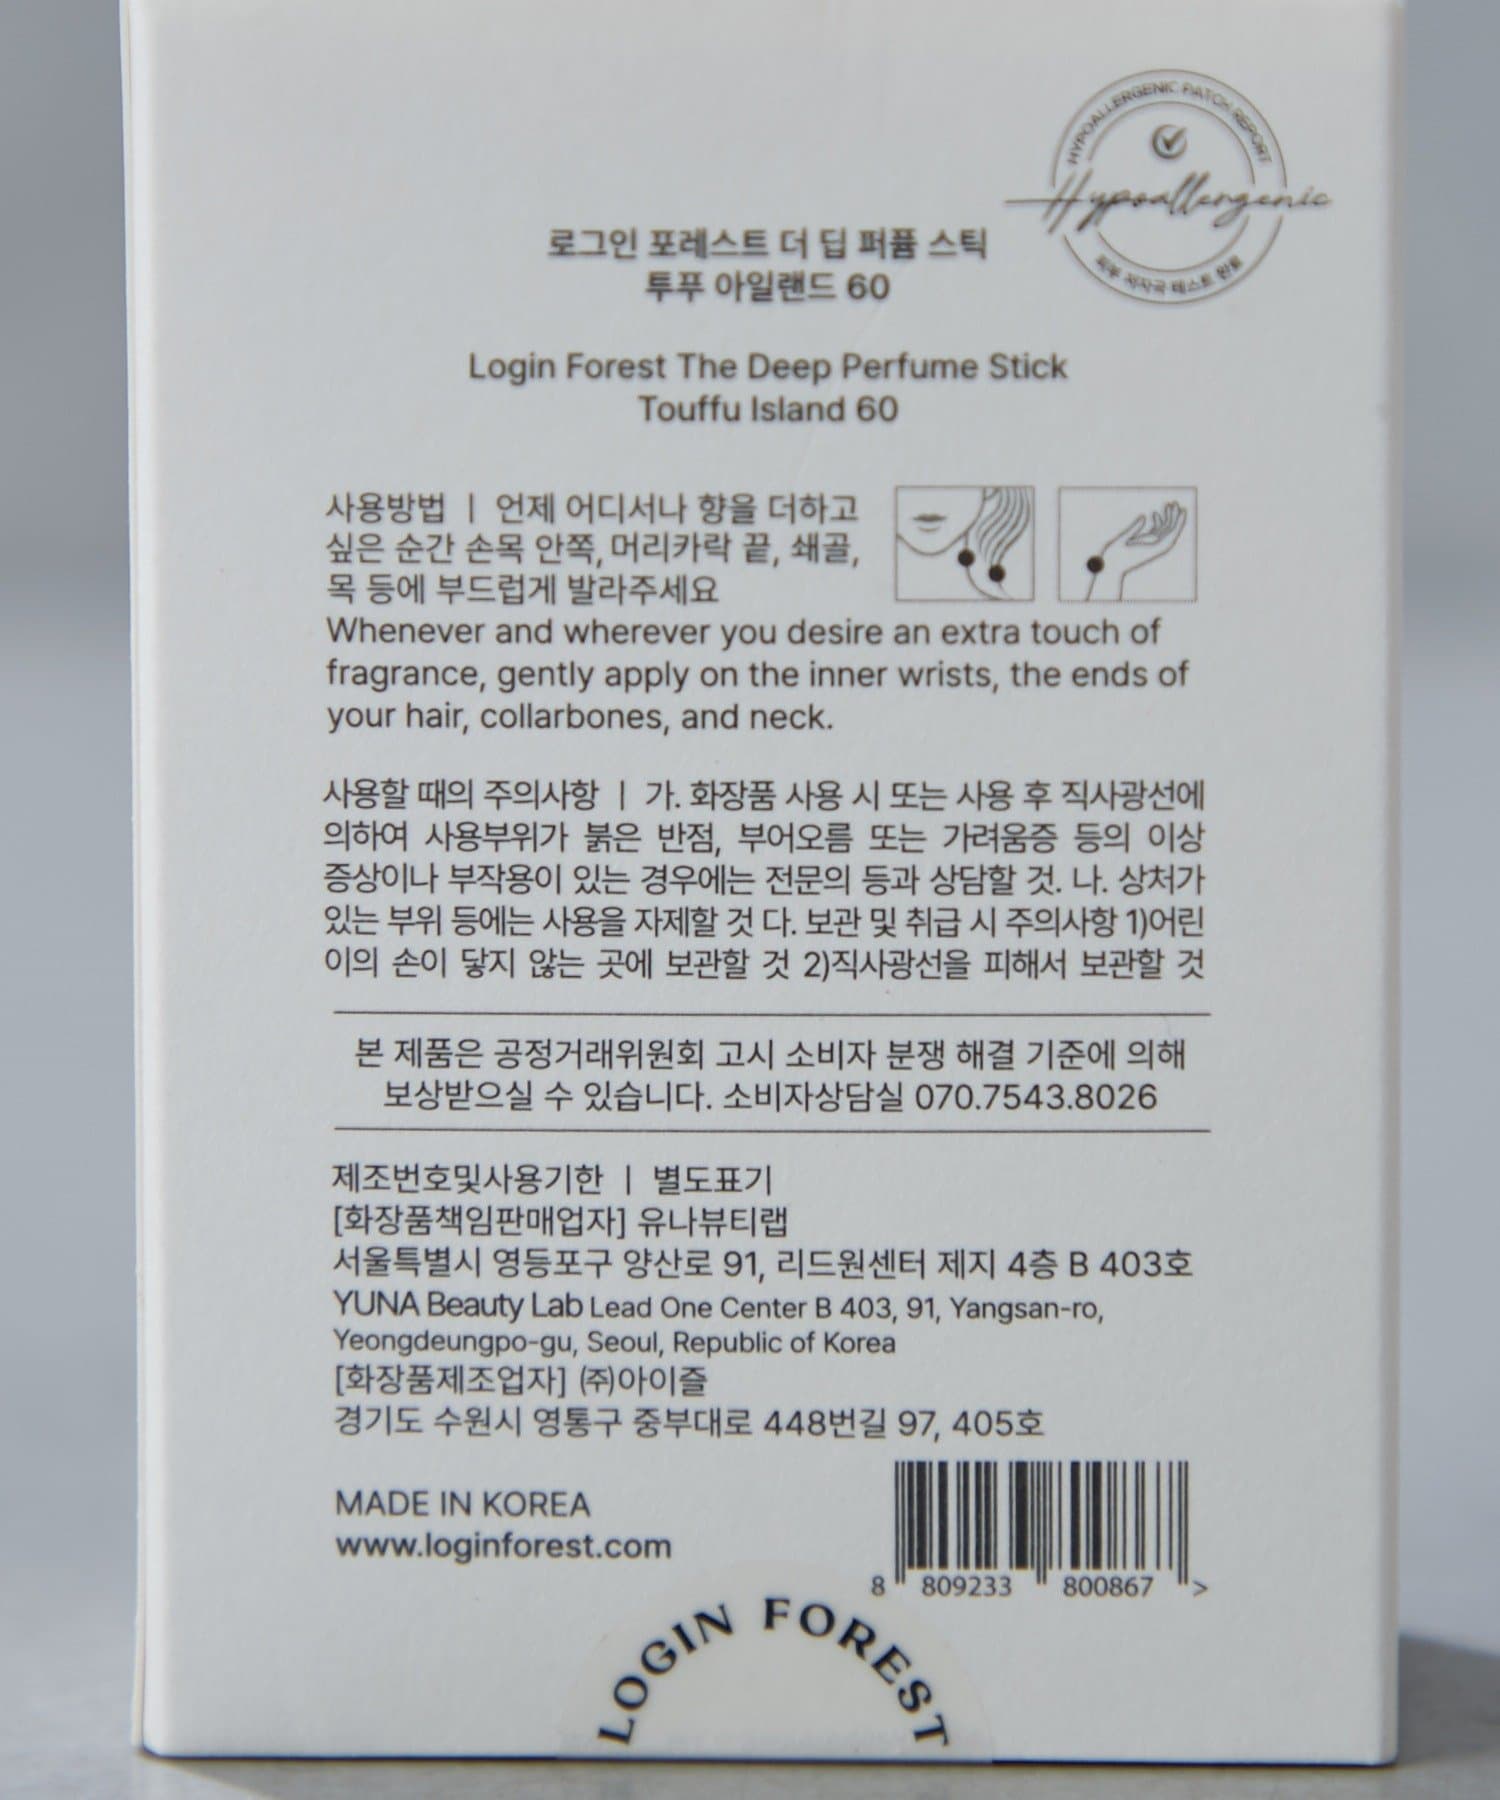 HYPOALLERGENIC PATCH REPORT
Hypoallergenic
피부 저자극 테스트 완료
로그인 포레스트 더 딥 퍼퓸 스틱
투푸 아일랜드 60
Login Forest The Deep Perfume Stick
Touffu Island 60
사용방법 | 언제 어디서나 향을 더하고
싶은 순간 손목 안쪽, 머리카락 끝, 쇄골,
목 등에 부드럽게 발라주세요
Whenever and wherever you desire an extra touch of
fragrance, gently apply on the inner wrists, the ends of
your hair, collarbones, and neck.
사용할 때의 주의사항 | 가. 화장품 사용 시 또는 사용 후 직사광선에
의하여 사용부위가 붉은 반점, 부어오름 또는 가려움증 등의 이상
증상이나 부작용이 있는 경우에는 전문의 등과 상담할 것. 나. 상처가
있는 부위 등에는 사용을 자제할 것 다. 보관 및 취급 시 주의사항 1)어린
이의 손이 닿지 않는 곳에 보관할 것 2)직사광선을 피해서 보관할 것
본 제품은 공정거래위원회 고시 소비자 분쟁 해결 기준에 의해
보상받으실 수 있습니다. 소비자상담실 070.7543.8026
제조번호및사용기한 | 별도표기
[화장품책임판매업자] 유나뷰티랩
서울특별시 영등포구 양산로 91, 리드원센터 제지 4층 B 403호
YUNA Beauty Lab Lead One Center B 403, 91, Yangsan-ro,
Yeongdeungpo-gu, Seoul, Republic of Korea
[화장품제조업자] ㈜아이즐
경기도 수원시 영통구 중부대로 448번길 97, 405호
MADE IN KOREA
www.loginforest.com
8 809233 800867 >
LOGIN FOREST